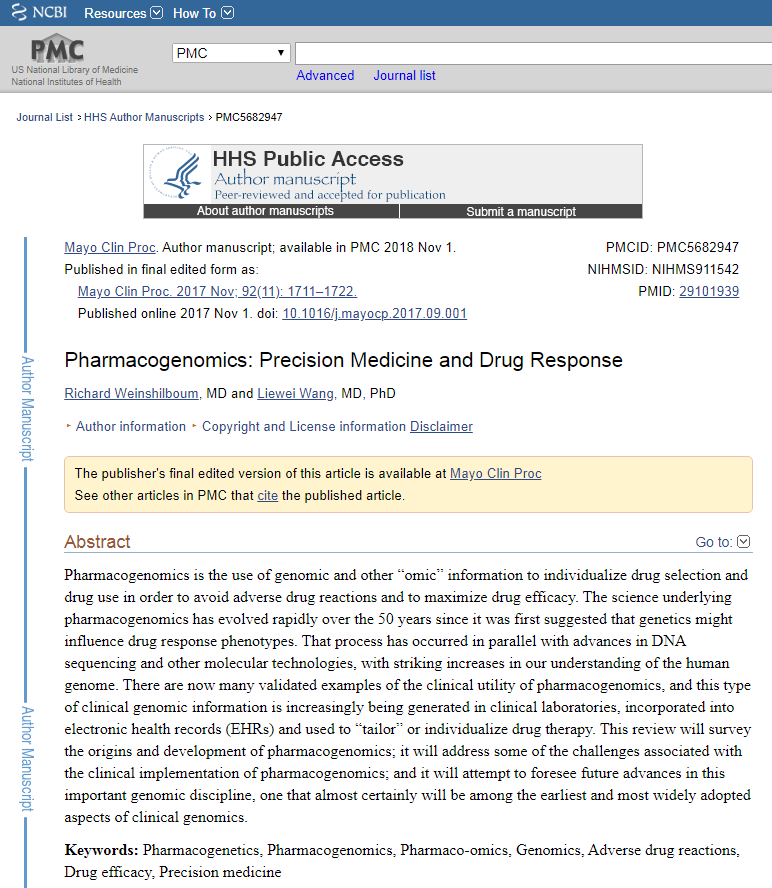 NCBI Resources How To
PMC
US National Library of Medicine
National Institutes of Health
PMC
Advanced Journal list
Journal List > HHS Author Manuscripts > PMC5682947
HHS Public Access
Author manuscript
Peer-reviewed and accepted for publication
About author manuscripts Submit a manuscript
Mayo Clin Proc. Author manuscript; available in PMC 2018 Nov 1. PMCID: PMC5682947
Published in final edited form as: NIHMSID: NIHMS911542
Mayo Clin Proc. 2017 Nov; 92(11): 1711–1722. PMID: 29101939
Published online 2017 Nov 1. doi: 10.1016/j.mayocp.2017.09.001
Pharmacogenomics: Precision Medicine and Drug Response
Richard Weinshilboum, MD and Liewei Wang, MD, PhD
Author information Copyright and License information Disclaimer
The publisher's final edited version of this article is available at Mayo Clin Proc
See other articles in PMC that cite the published article.
Abstract Go to:
Pharmacogenomics is the use of genomic and other “omic” information to individualize drug selection and
drug use in order to avoid adverse drug reactions and to maximize drug efficacy. The science underlying
pharmacogenomics has evolved rapidly over the 50 years since it was first suggested that genetics might
influence drug response phenotypes. That process has occurred in parallel with advances in DNA
sequencing and other molecular technologies, with striking increases in our understanding of the human
genome. There are now many validated examples of the clinical utility of pharmacogenomics, and this type
of clinical genomic information is increasingly being generated in clinical laboratories, incorporated into
electronic health records (EHRs) and used to “tailor” or individualize drug therapy. This review will survey
the origins and development of pharmacogenomics; it will address some of the challenges associated with
the clinical implementation of pharmacogenomics; and it will attempt to foresee future advances in this
important genomic discipline, one that almost certainly will be among the earliest and most widely adopted
aspects of clinical genomics.
Keywords: Pharmacogenetics, Pharmacogenomics, Pharmaco-omics, Genomics, Adverse drug reactions,
Drug efficacy, Precision medicine
Author Manuscript
Author Manuscript